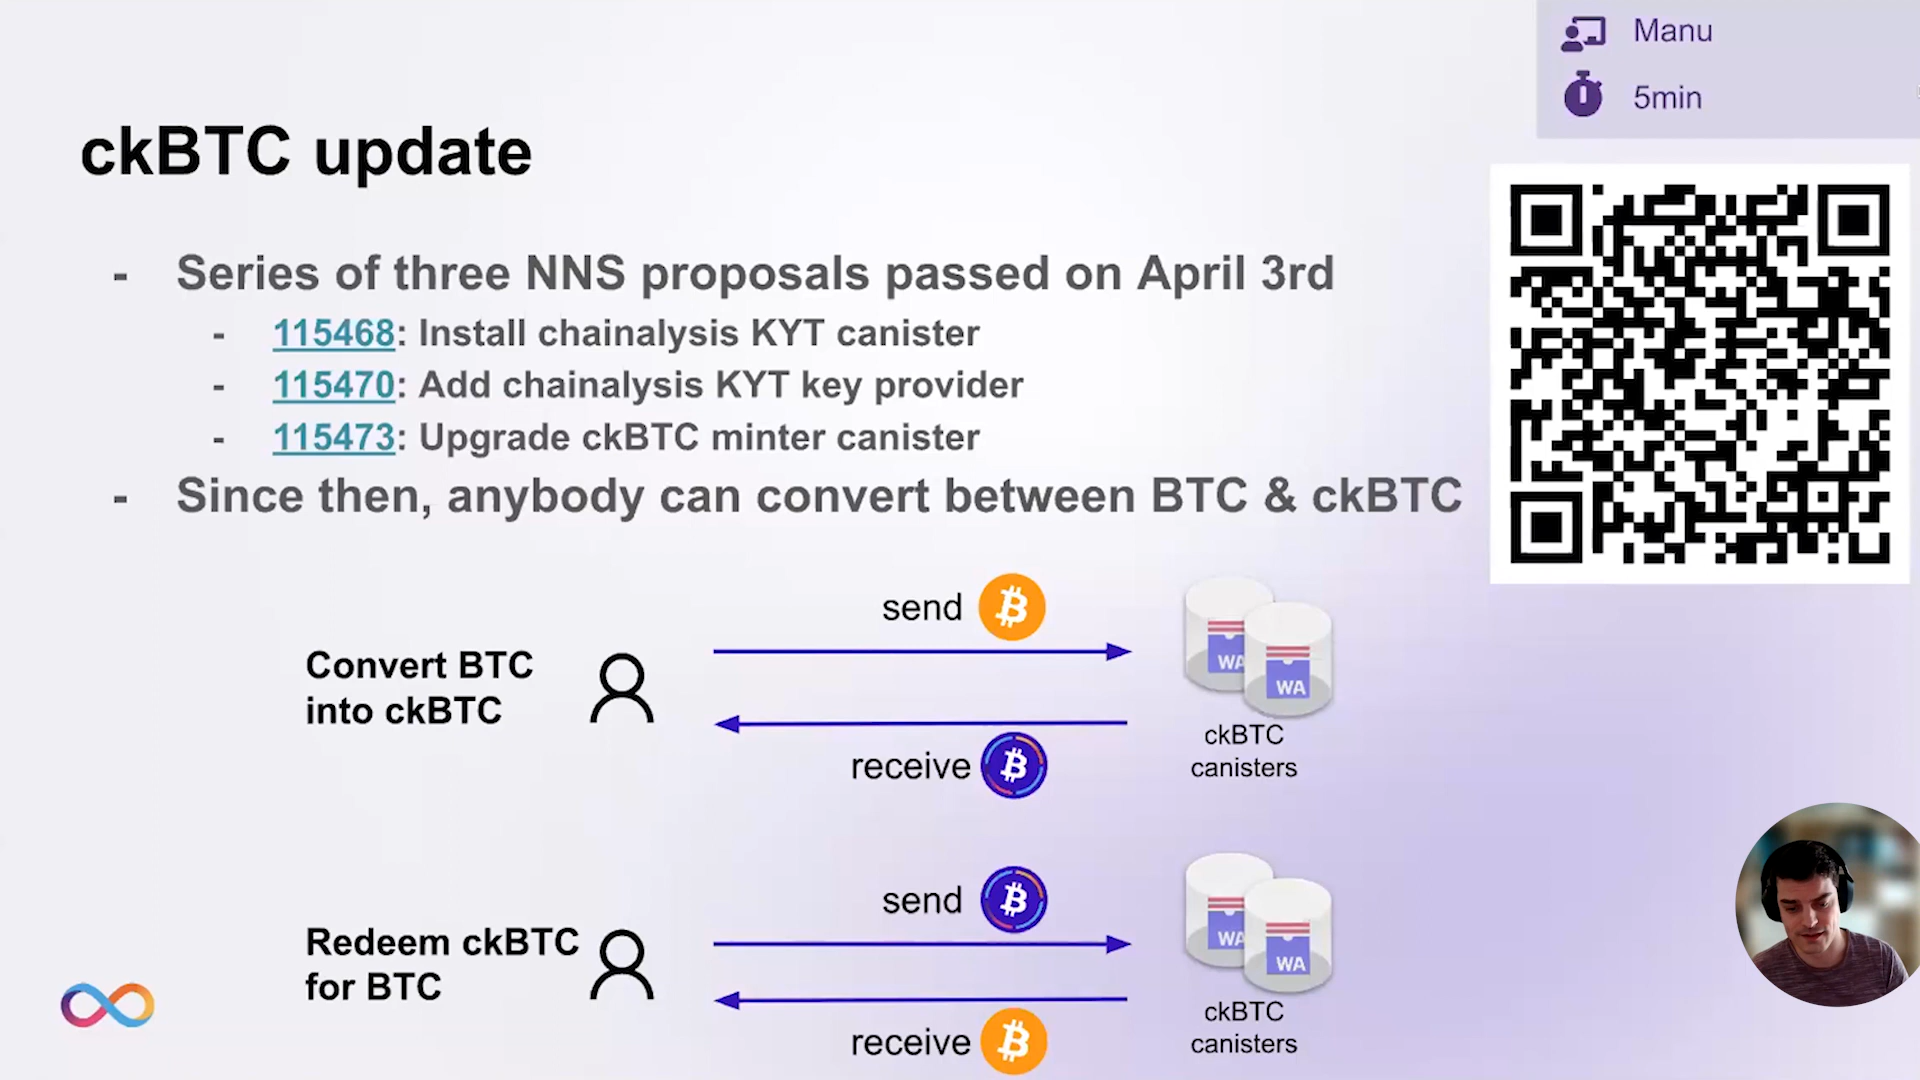 Manu
5min
ckBTC update
- Series of three NNS proposals passed on April 3rd
- 115468: Install chainalysis KYT canister
- 115470: Add chainalysis KYT key provider
- 115473: Upgrade ckBTC minter canister
- Since then, anybody can convert between BTC & ckBTC
send
Convert BTC
into ckBTC
WA
WA
receive
ckBTC
canisters
send
Redeem ckBTC
for BTC
WA
WA
receive
ckBTC
canisters